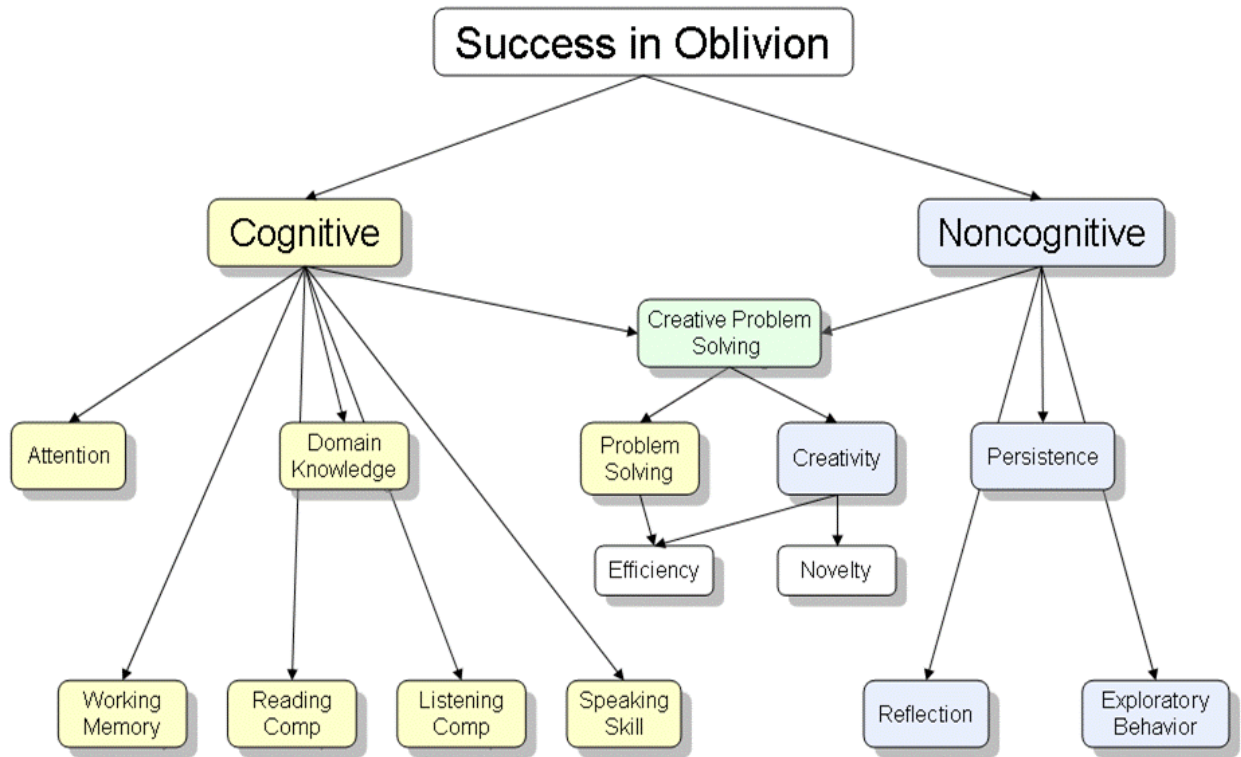 Success in Oblivion
Cognitive
Noncognitive
Creative Problem
Solving
Attention
Domain
Knowledge
Problem
Solving
Creativity
Persistence
Efficiency
Novelty
Working
Memory
Reading
Comp
Listening
Comp
Speaking
Skill
Reflection
Exploratory
Behavior